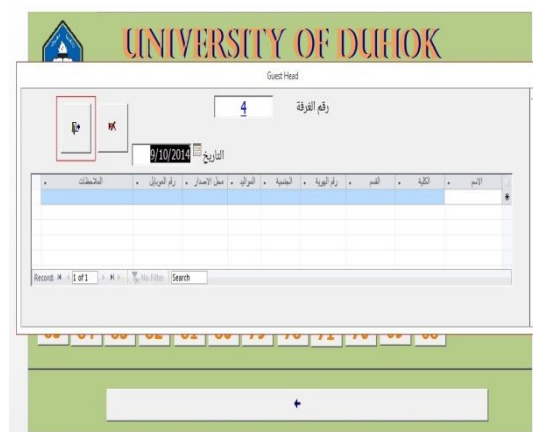 UNIVERSITY OF DUHOK
Guest Head
رقم الغرفة 4
التاريخ 9/10/2014
الاسم الكلية القسم رقم الهوية الجنسية المواليد محل الاصدار رقم الموبايل الملاحظات
Record: 1 of 1 No Filter Search